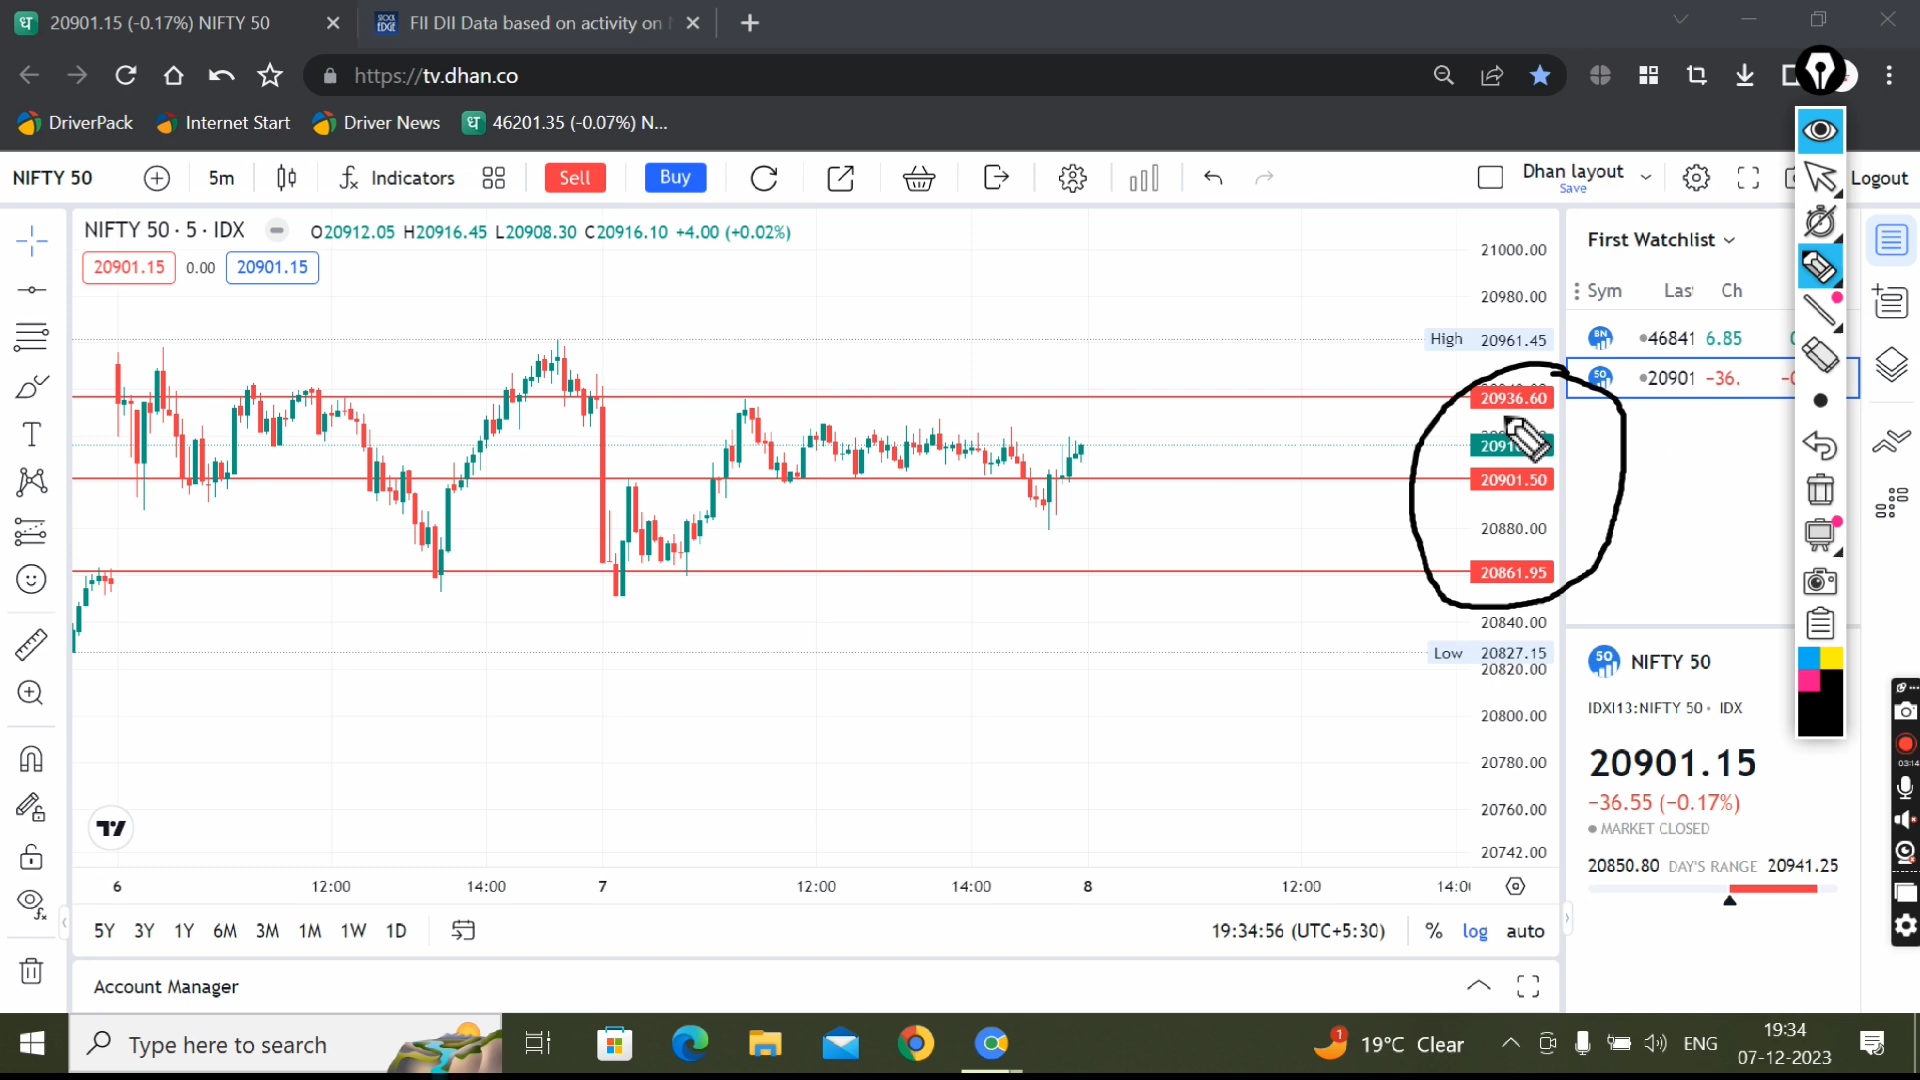 20901.15 (-0.17%) NIFTY 50
FII DII Data based on activity on
https://tv.dhan.co
DriverPack
Internet Start
Driver News
46201.35 (-0.07%) N...
NIFTY 50
5m
Indicators
Sell
Buy
Dhan layout
Save
Logout
NIFTY 50 · 5 · IDX
O20912.05 H20916.45 L20908.30 C20916.10 +4.00 (+0.02%)
20901.15
0.00
20901.15
21000.00
20980.00
High 20961.45
20936.60
20901.50
20880.00
20861.95
20840.00
Low 20827.15
20820.00
20800.00
20780.00
20760.00
20742.00
6
12:00
14:00
7
12:00
14:00
8
12:00
5Y 3Y 1Y 6M 3M 1M 1W 1D
19:34:56 (UTC+5:30)
% log auto
Account Manager
First Watchlist
Sym
Ch
BN
46841 6.85
50
20901 -36.
50
NIFTY 50
IDXI13:NIFTY 50 · IDX
20901.15
-36.55 (-0.17%)
MARKET CLOSED
20850.80 DAY'S RANGE 20941.25
03:14
Type here to search
1
19°C Clear
ENG
19:34
07-12-2023